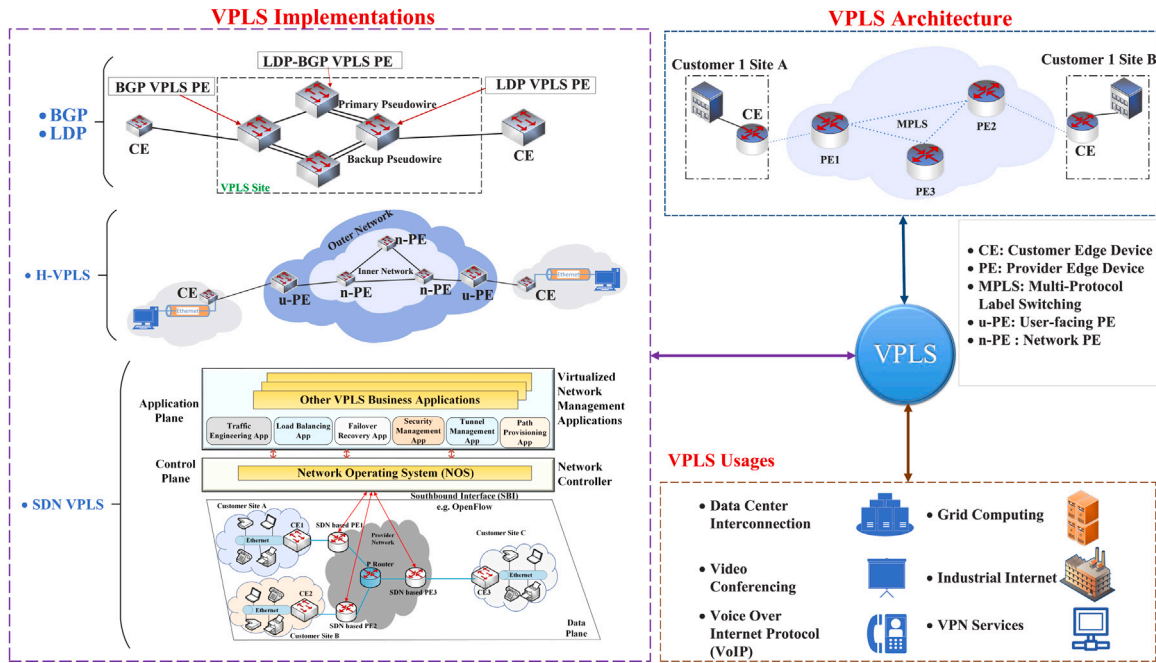 VPLS Implementations
LDP-BGP VPLS PE
BGP VPLS PE
LDP VPLS PE
Primary Pseudowire
• BGP
• LDP
CE
CE
Backup Pseudowire
VPLS Site
• H-VPLS
Outer Network
n-PE
Inner Network
Ethernet
CE
u-PE
n-PE
n-PE
u-PE
CE
Ethernet
• SDN VPLS
Application
Plane
Other VPLS Business Applications
Virtualized
Network
Management
Applications
Traffic
Engineering App
Load Balancing
App
Failover
Recovery App
Security
Management
App
Tunnel
Management
App
Path
Provisioning
App
Control
Plane
Network Operating System (NOS)
Network
Controller
Southbound Interface (SBI)
e.g. OpenFlow
Customer Site A
CE1
SDN based PE1
Ethernet
Provider
Network
Customer Site C
P Router
Ethernet
CE3
SDN based PE3
CE2
Ethernet
SDN based PE2
Customer Site B
Data
Plane
VPLS Architecture
Customer 1 Site A
Customer 1 Site B
CE
MPLS
PE1
PE2
PE3
CE
• CE: Customer Edge Device
• PE: Provider Edge Device
• MPLS: Multi-Protocol
Label Switching
• u-PE: User-facing PE
• n-PE : Network PE
VPLS
VPLS Usages
• Data Center
Interconnection
• Grid Computing
• Video
Conferencing
• Industrial Internet
• Voice Over
Internet Protocol
(VoIP)
• VPN Services